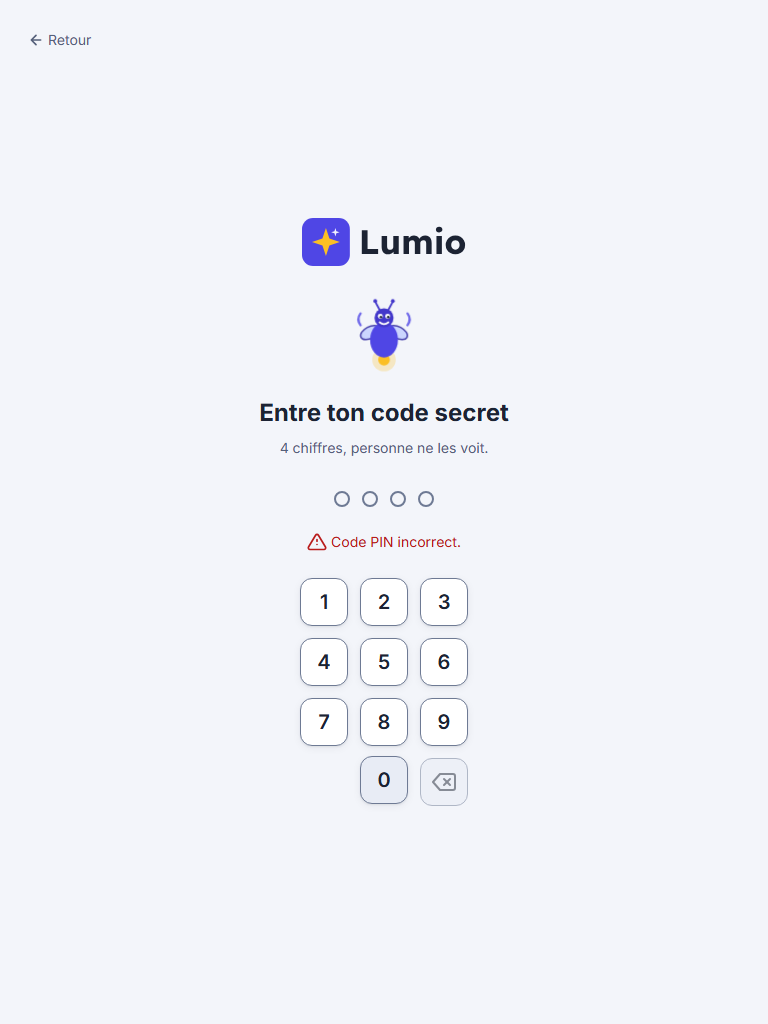 Retour
Lumio
Entre ton code secret
4 chiffres, personne ne les voit.
Code PIN incorrect.
1 2 3
4 5 6
7 8 9
0